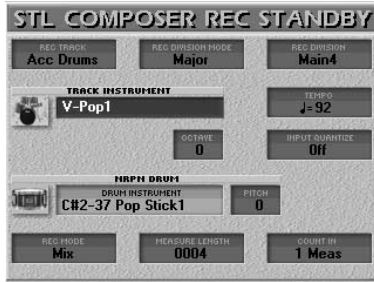 STL COMPOSER REC STANDBY
REC TRACK
Acc Drums
REC DIVISION MODE
Major
REC DIVISION
Main4
TRACK INSTRUMENT
V-Pop1
TEMPO
♩= 92
OCTAVE
0
INPUT QUANTIZE
Off
NRPN DRUM
DRUM INSTRUMENT
C#2-37 Pop Stick1
PITCH
0
REC MODE
Mix
MEASURE LENGTH
0004
COUNT IN
1 Meas